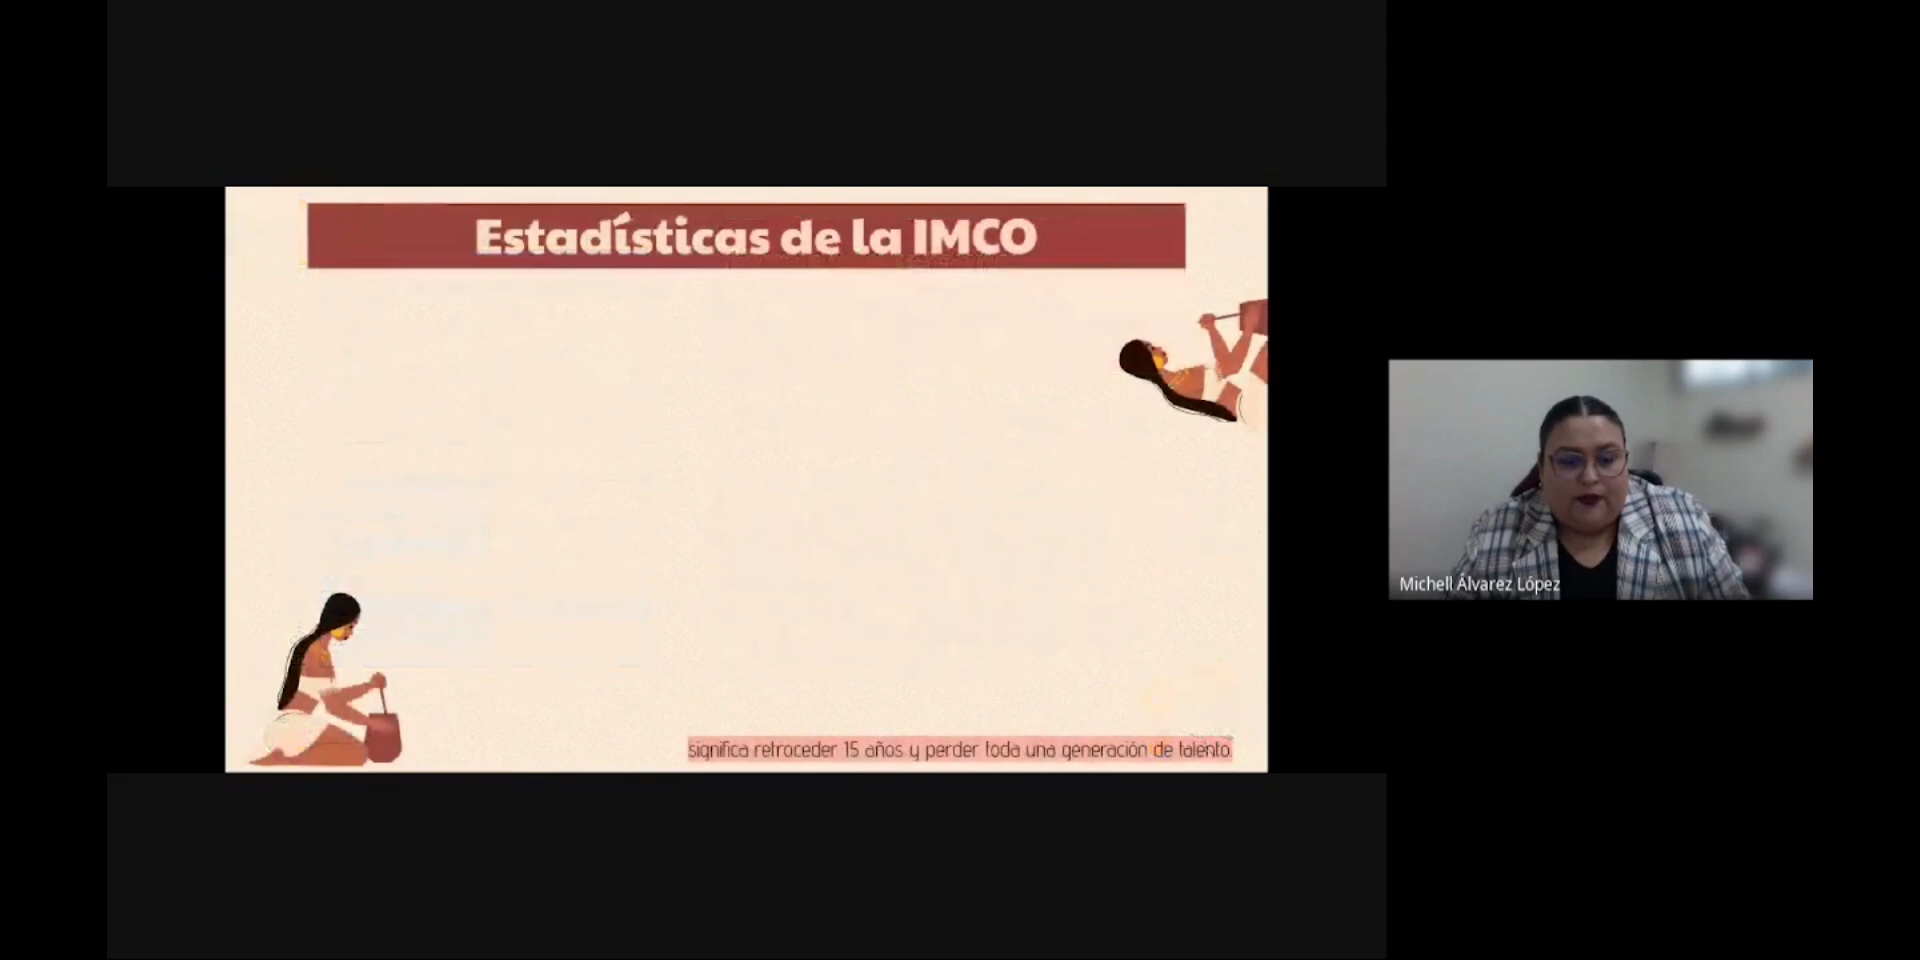 Estadísticas de la IMCO
significa retroceder 15 años y perder toda una generación de talento.
Michell Álvarez López